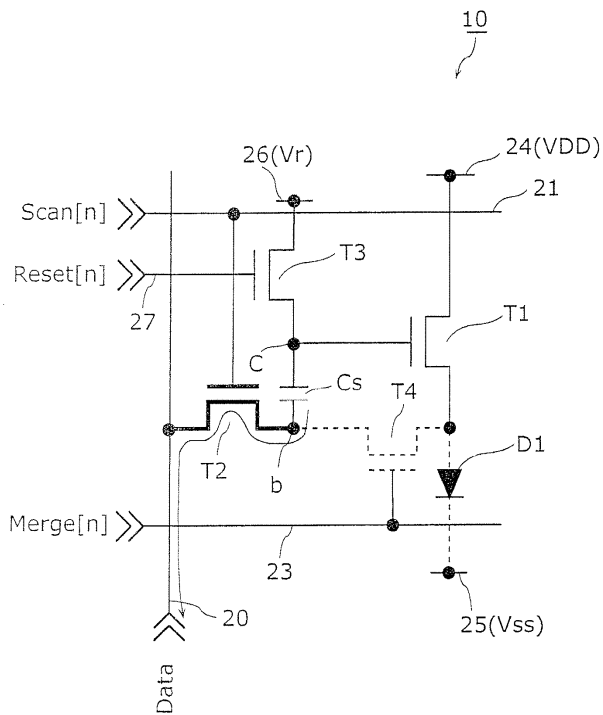 10
26(Vr)
24(VDD)
Scan[n]
21
Reset[n]
T3
27
T1
C
Cs
T4
T2
b
D1
Merge[n]
23
20
25(Vss)
Data